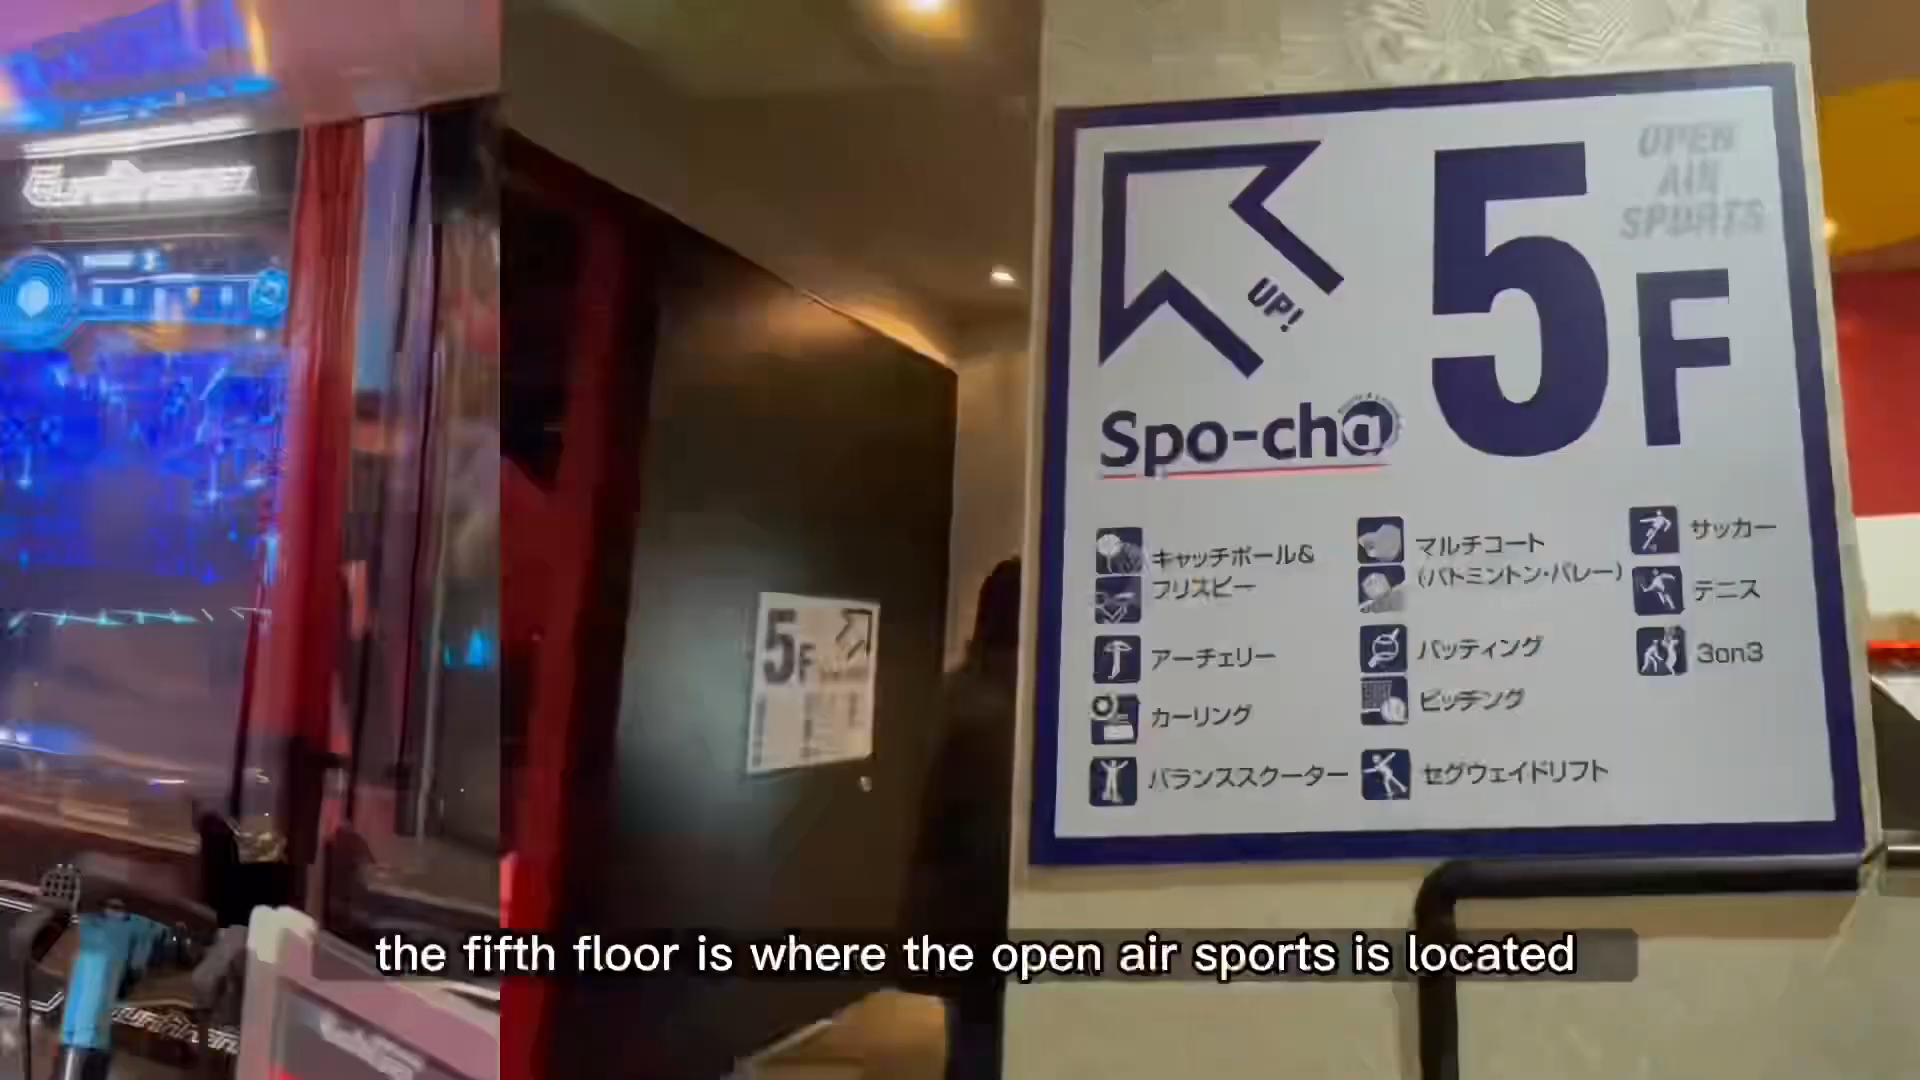 OPEN
AIR
SPORTS
5F
UP!
Spo-cha
キャッチボール&
フリスビー
アーチェリー
カーリング
バランススクーター
マルチコート
(バドミントン・バレー)
バッティング
ピッチング
セグウェイドリフト
サッカー
テニス
3on3
5F
the fifth floor is where the open air sports is located